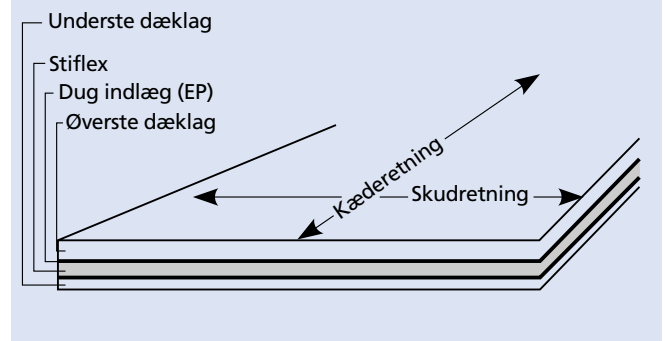 Underste dæklag
Stiflex
Dug indlæg (EP)
Øverste dæklag
Kæderetning
Skudretning